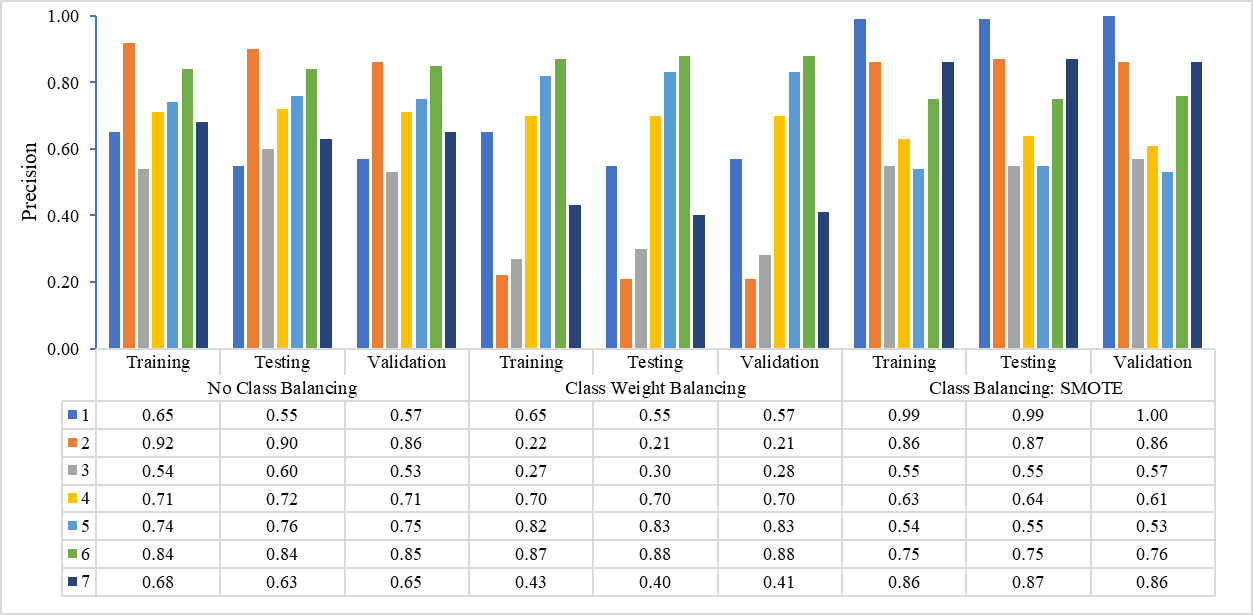 1.00
0.80
0.60
0.40
0.20
0.00
Precision
Training Testing Validation Training Testing Validation Training Testing Validation
No Class Balancing Class Weight Balancing Class Balancing: SMOTE
1 0.65 0.55 0.57 0.65 0.55 0.57 0.99 0.99 1.00
2 0.92 0.90 0.86 0.22 0.21 0.21 0.86 0.87 0.86
3 0.54 0.60 0.53 0.27 0.30 0.28 0.55 0.55 0.57
4 0.71 0.72 0.71 0.70 0.70 0.70 0.63 0.64 0.61
5 0.74 0.76 0.75 0.82 0.83 0.83 0.54 0.55 0.53
6 0.84 0.84 0.85 0.87 0.88 0.88 0.75 0.75 0.76
7 0.68 0.63 0.65 0.43 0.40 0.41 0.86 0.87 0.86